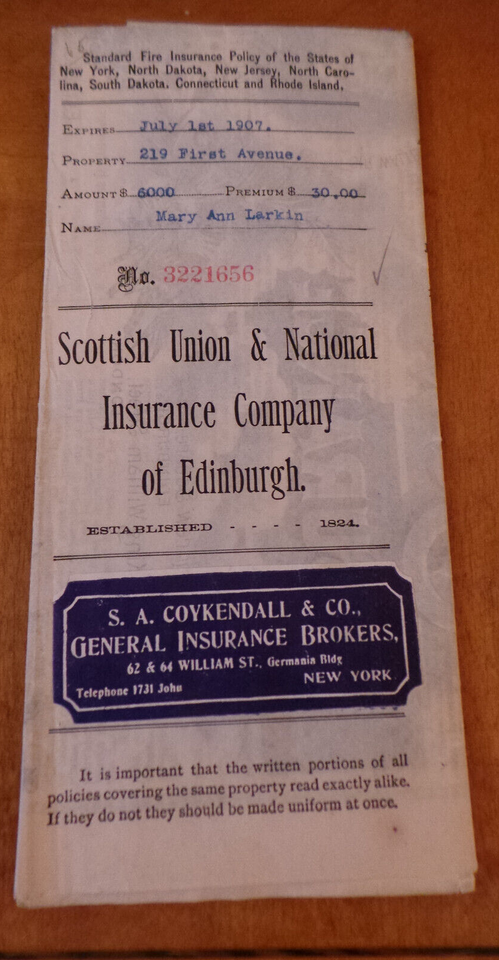 Standard Fire Insurance Policy of the States of
New York, North Dakota, New Jersey, North Caro-
lina, South Dakota. Connecticut and Rhode Island.
EXPIRES July 1st 1907.
PROPERTY 219 First Avenue.
AMOUNT $ 6000 PREMIUM $ 30.00
NAME Mary Ann Larkin
No. 3221656
Scottish Union & National
Insurance Company
of Edinburgh.
ESTABLISHED - - - - 1824.
S. A. COYKENDALL & CO.,
GENERAL INSURANCE BROKERS,
62 & 64 WILLIAM ST., Germania Bldg
NEW YORK
Telephone 1731 John
It is important that the written portions of all
policies covering the same property read exactly alike.
If they do not they should be made uniform at once.